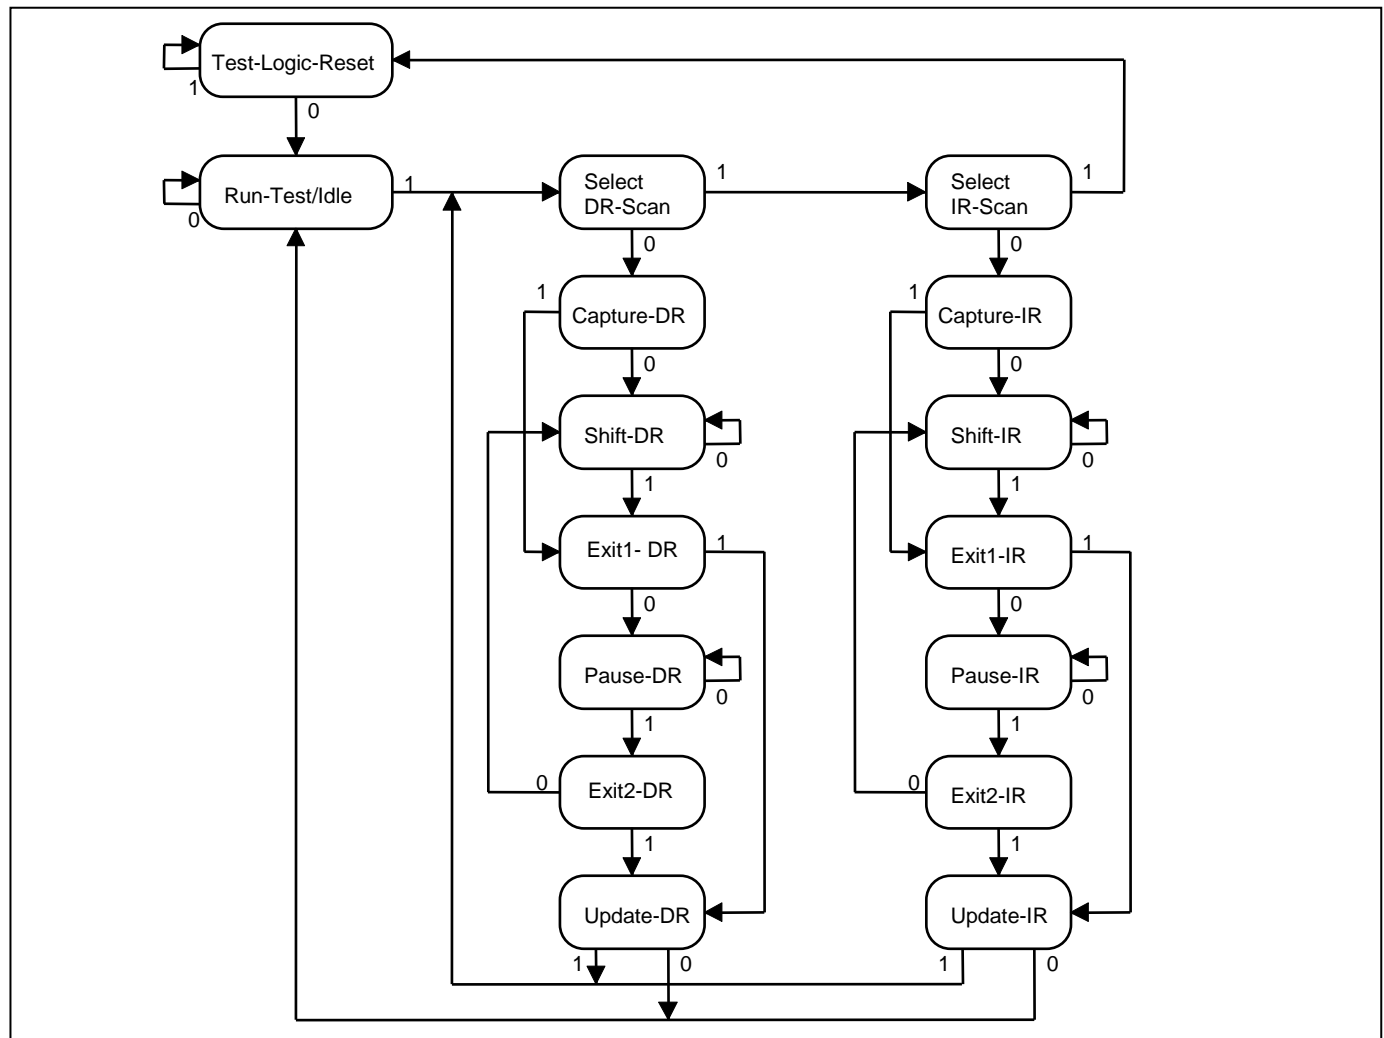 Test-Logic-Reset
1
0
Run-Test/Idle
0
1
Select
DR-Scan
1
0
Select
IR-Scan
1
0
Capture-DR
1
0
Capture-IR
1
0
Shift-DR
0
1
Shift-IR
0
1
Exit1- DR
1
0
Exit1-IR
1
0
Pause-DR
0
1
Pause-IR
0
1
Exit2-DR
0
1
Exit2-IR
0
1
Update-DR
1
0
Update-IR
1
0